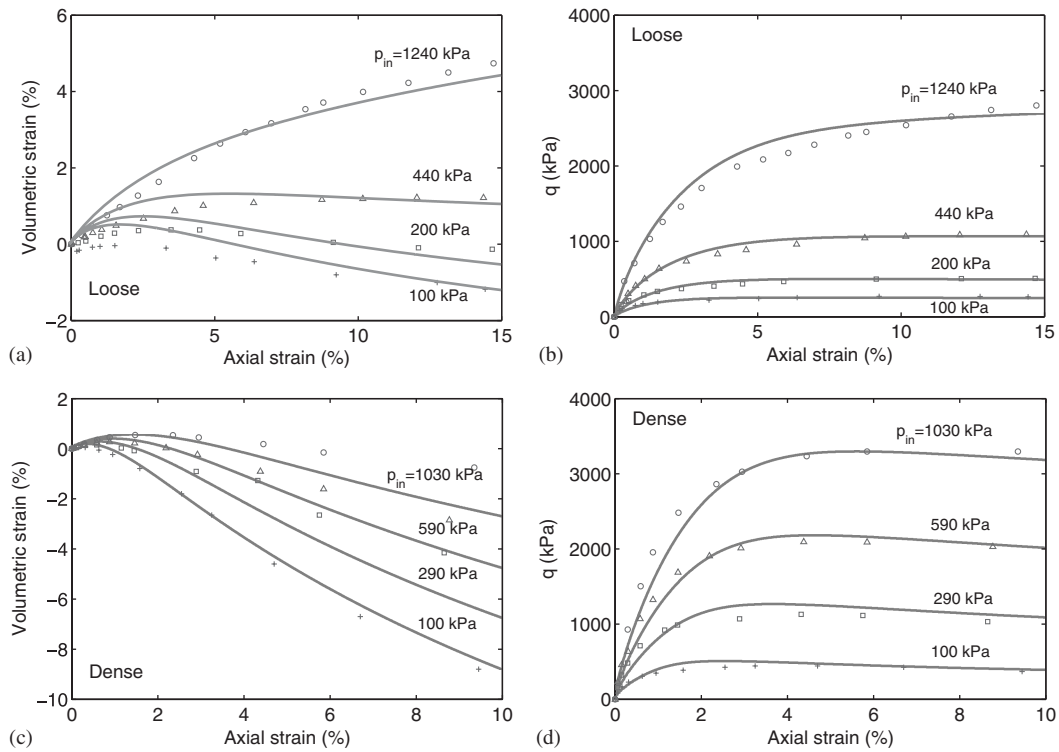 6
4
2
0
−2
0
5
10
15
Volumetric strain (%)
Axial strain (%)
p_in=1240 kPa
440 kPa
200 kPa
100 kPa
Loose
(a)
4000
3000
2000
1000
0
0
5
10
15
q (kPa)
Axial strain (%)
Loose
p_in=1240 kPa
440 kPa
200 kPa
100 kPa
(b)
2
0
−2
−4
−6
−8
−10
0
2
4
6
8
10
Volumetric strain (%)
Axial strain (%)
p_in=1030 kPa
590 kPa
290 kPa
100 kPa
Dense
(c)
4000
3000
2000
1000
0
0
2
4
6
8
10
q (kPa)
Axial strain (%)
Dense
p_in=1030 kPa
590 kPa
290 kPa
100 kPa
(d)